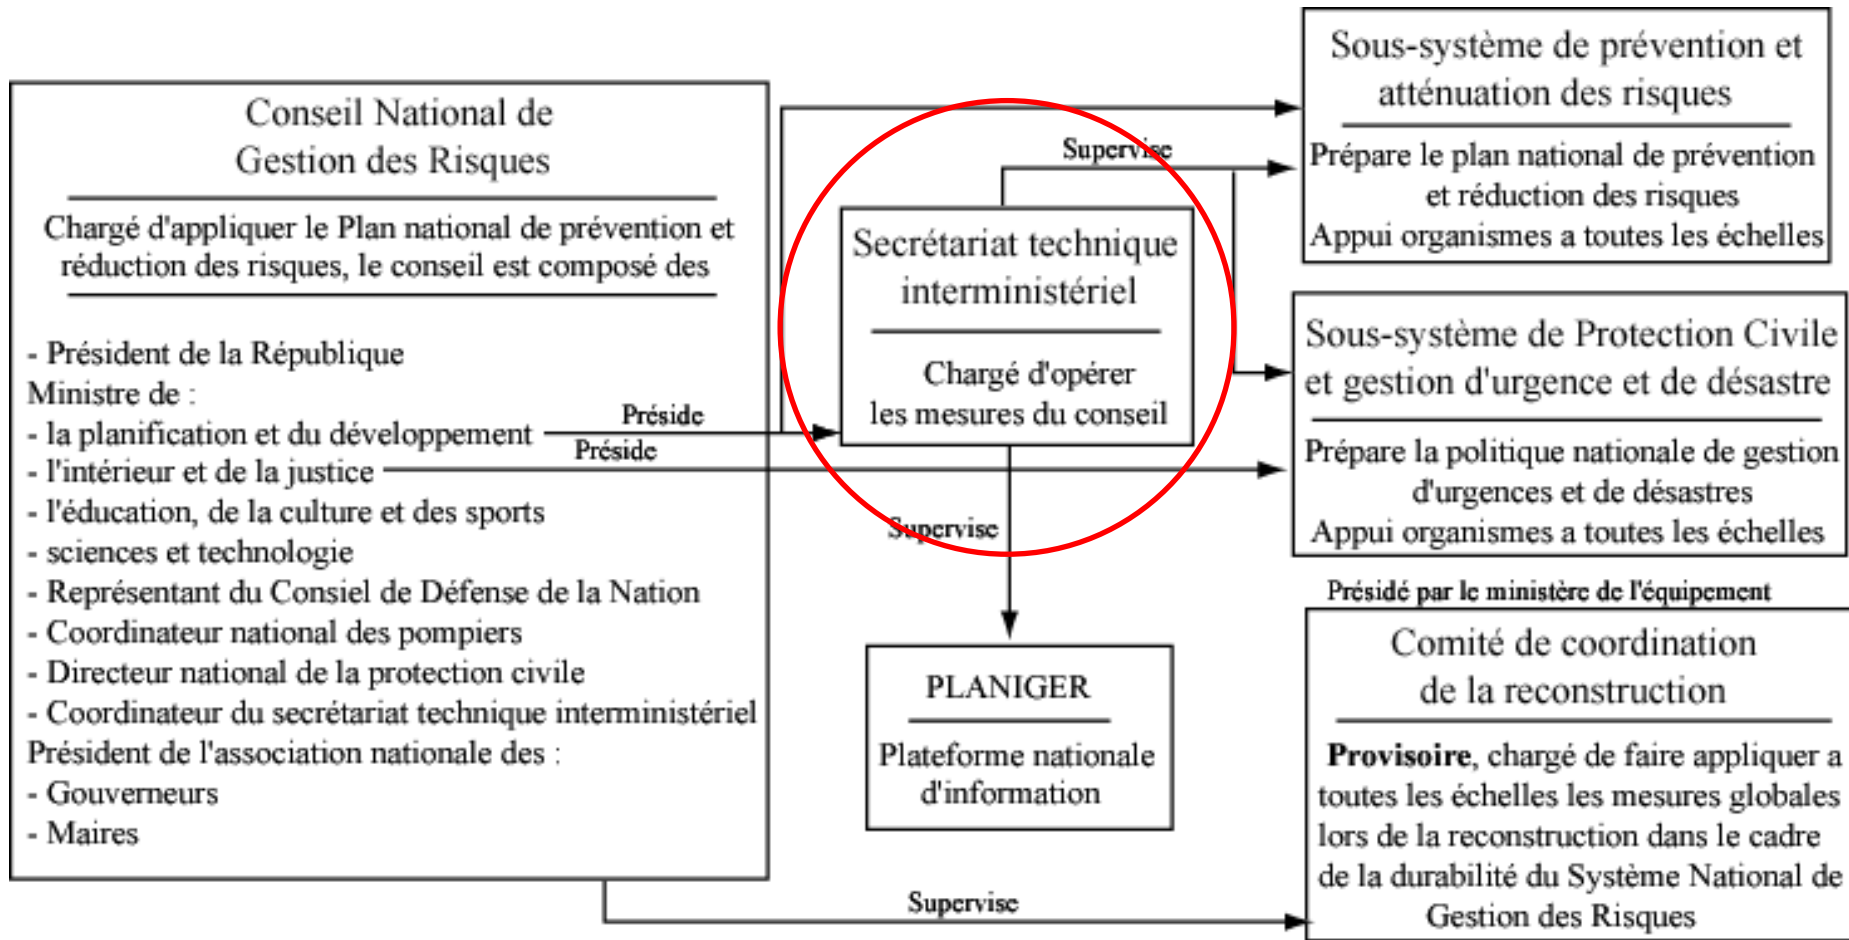 Conseil National de
Gestion des Risques
Chargé d'appliquer le Plan national de prévention et
réduction des risques, le conseil est composé des
- Président de la République
Ministre de :
- la planification et du développement
- l'intérieur et de la justice
- l'éducation, de la culture et des sports
- sciences et technologie
- Représentant du Consiel de Défense de la Nation
- Coordinateur national des pompiers
- Directeur national de la protection civile
- Coordinateur du secrétariat technique interministériel
Président de l'association nationale des :
- Gouverneurs
- Maires
Préside
Préside
Supervise
Secrétariat technique
interministériel
Chargé d'opérer
les mesures du conseil
Supervise
PLANIGER
Plateforme nationale
d'information
Supervise
Sous-système de prévention et
atténuation des risques
Prépare le plan national de prévention
et réduction des risques
Appui organismes a toutes les échelles
Sous-système de Protection Civile
et gestion d'urgence et de désastre
Prépare la politique nationale de gestion
d'urgences et de désastres
Appui organismes a toutes les échelles
Présidé par le ministère de l'équipement
Comité de coordination
de la reconstruction
Provisoire, chargé de faire appliquer a
toutes les échelles les mesures globales
lors de la reconstruction dans le cadre
de la durabilité du Système National de
Gestion des Risques